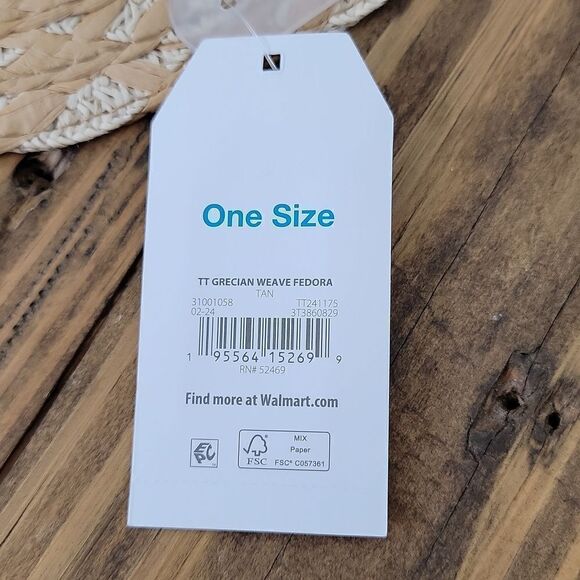 One Size
TT GRECIAN WEAVE FEDORA
TAN
31001058 TT241175
02-24 3T3860829
1 95564 15269 9
RN# 52469
Find more at Walmart.com
EPC
FSC
MIX
Paper
FSC® C057361